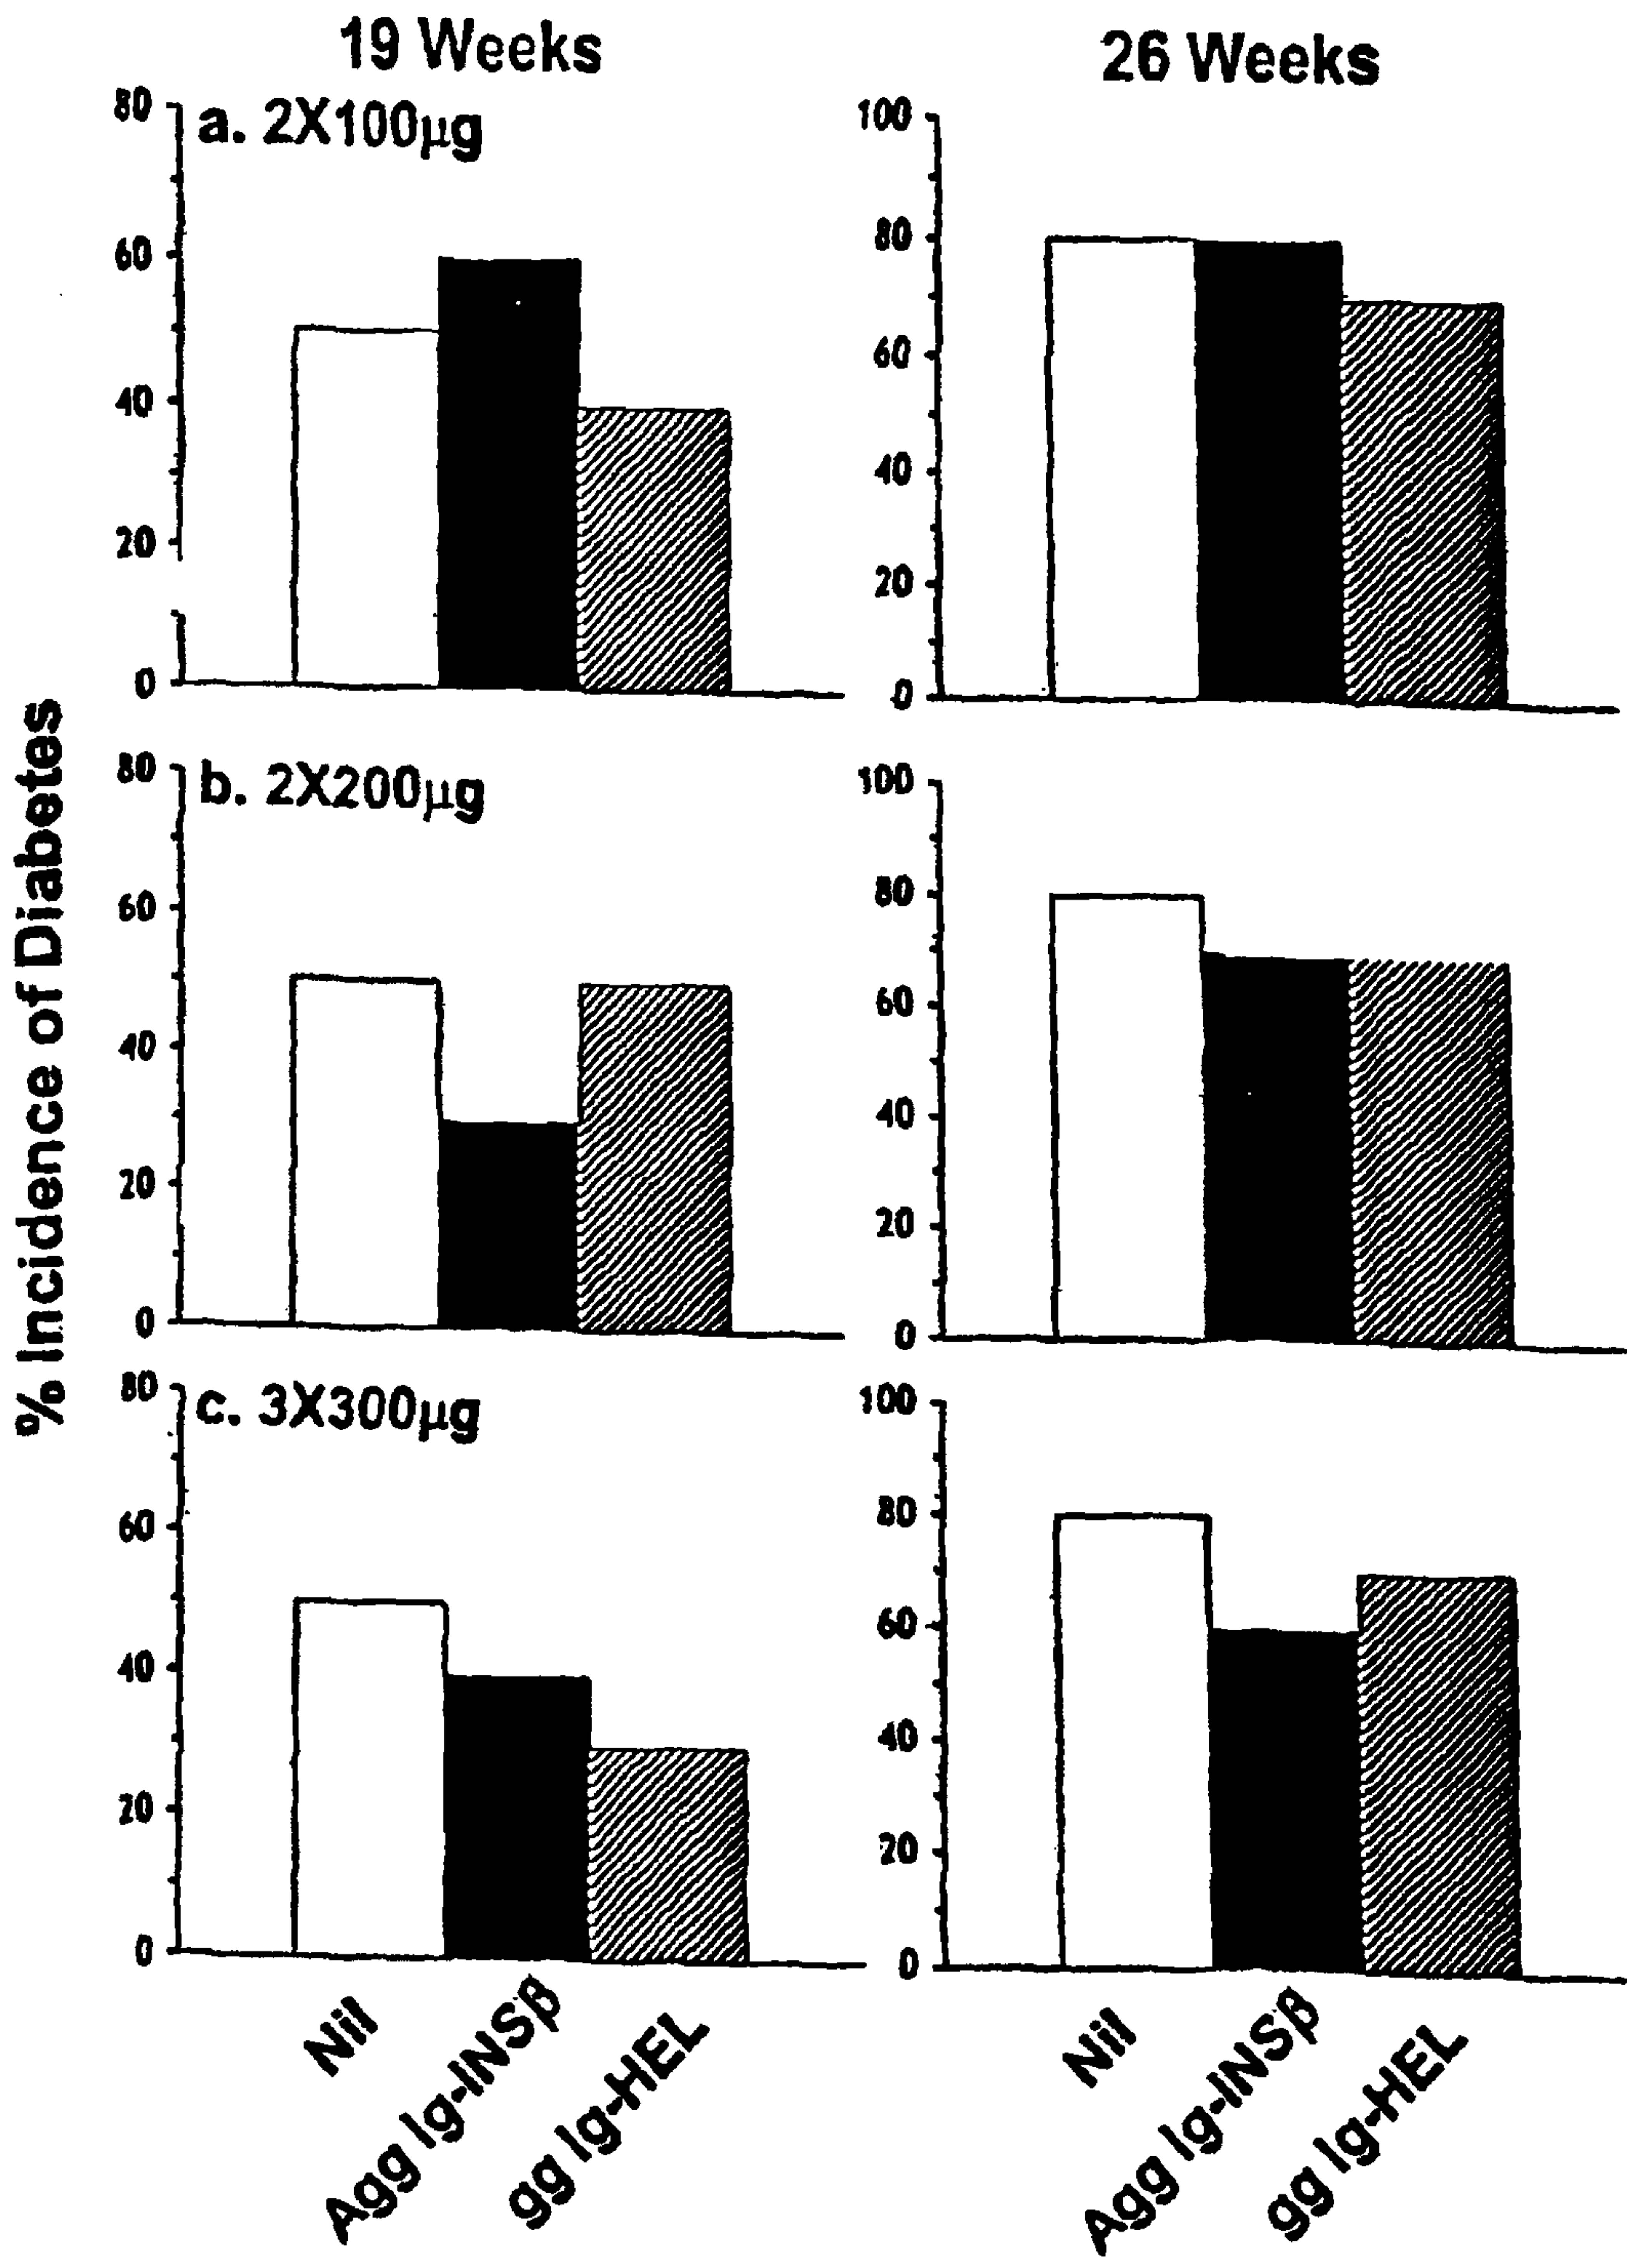 19 Weeks
26 Weeks
% Incidence of Diabetes
a. 2X100μg
80
60
40
20
0
100
80
60
40
20
0
b. 2X200μg
80
60
40
20
0
100
80
60
40
20
0
c. 3X300μg
80
60
40
20
0
100
80
60
40
20
0
Nil
Agg Ig-INSβ
gg Ig-HEL
Nil
Agg Ig-INSβ
gg Ig-HEL